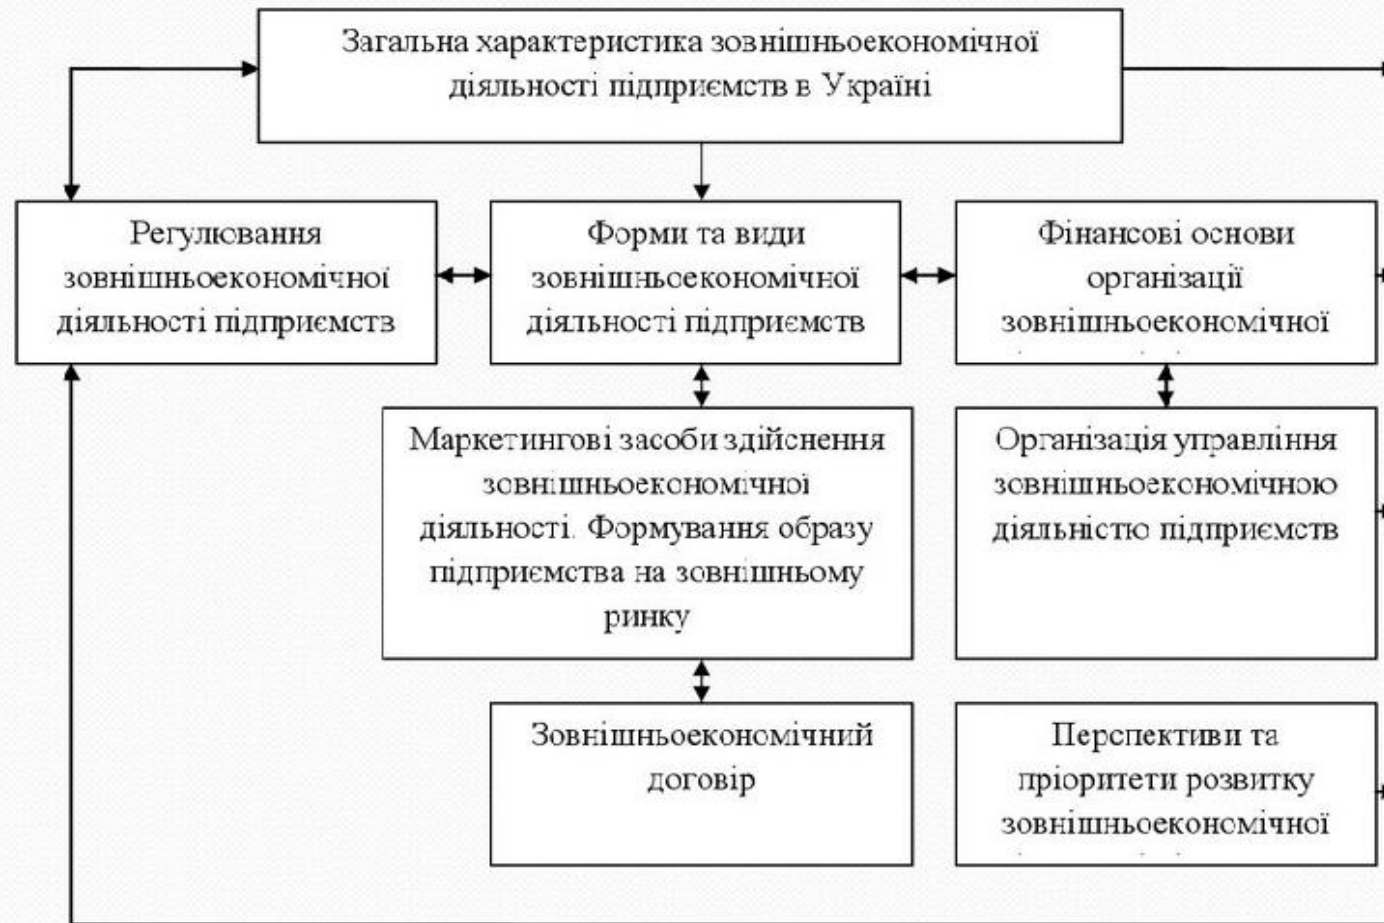 Загальна характеристика зовнішньоекономічної
діяльності підприємств в Україні
Регулювання
зовнішньоекономічної
діяльності підприємств
Форми та види
зовнішньоекономічної
діяльності підприємств
Фінансові основи
організації
зовнішньоекономічної
Маркетингові засоби здійснення
зовнішньоекономічної
діяльності. Формування образу
підприємства на зовнішньому
ринку
Організація управління
зовнішньоекономічною
діяльністю підприємств
Зовнішньоекономічний
договір
Перспективи та
пріоритети розвитку
зовнішньоекономічної